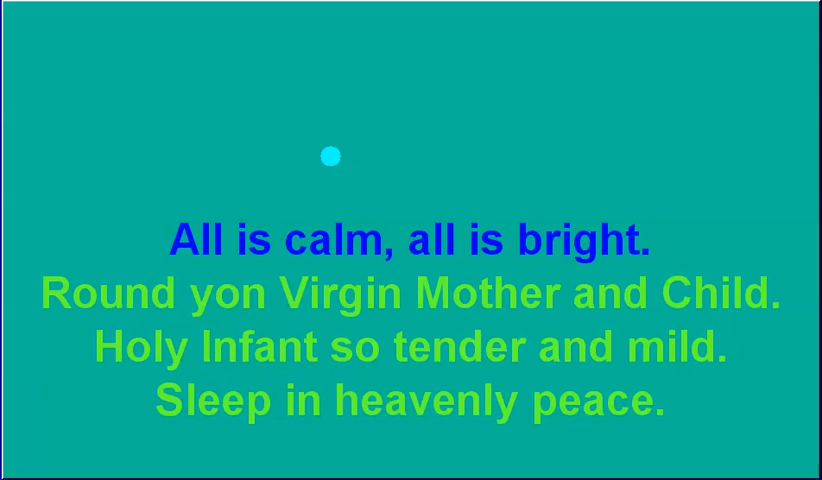 All is calm, all is bright.
Round yon Virgin Mother and Child.
Holy Infant so tender and mild.
Sleep in heavenly peace.